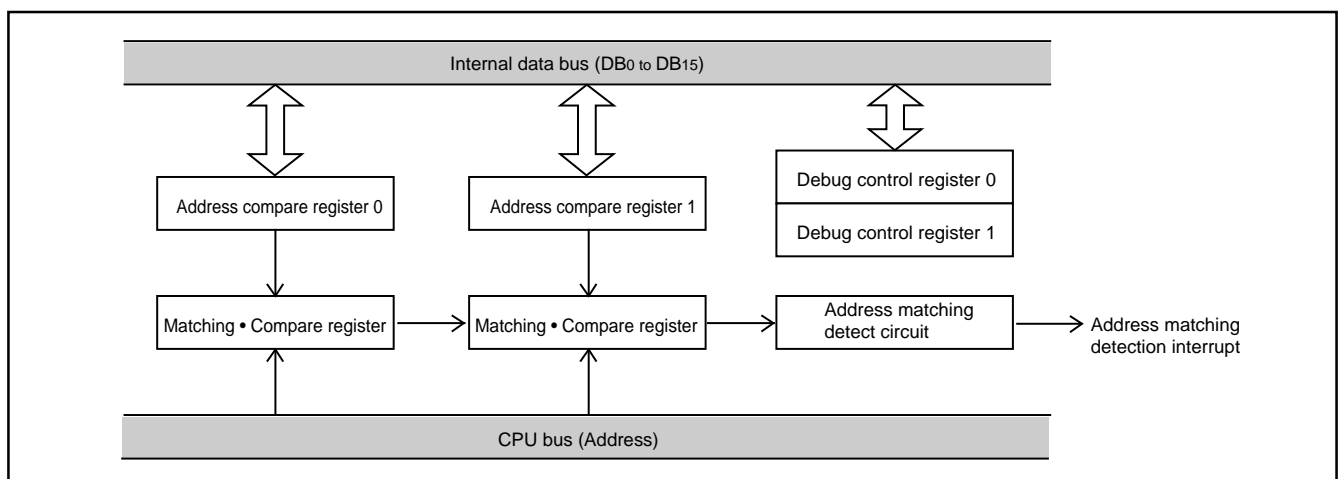 Internal data bus (DB0 to DB15)
Address compare register 0
Address compare register 1
Debug control register 0
Debug control register 1
Matching • Compare register
Matching • Compare register
Address matching
detect circuit
Address matching
detection interrupt
CPU bus (Address)